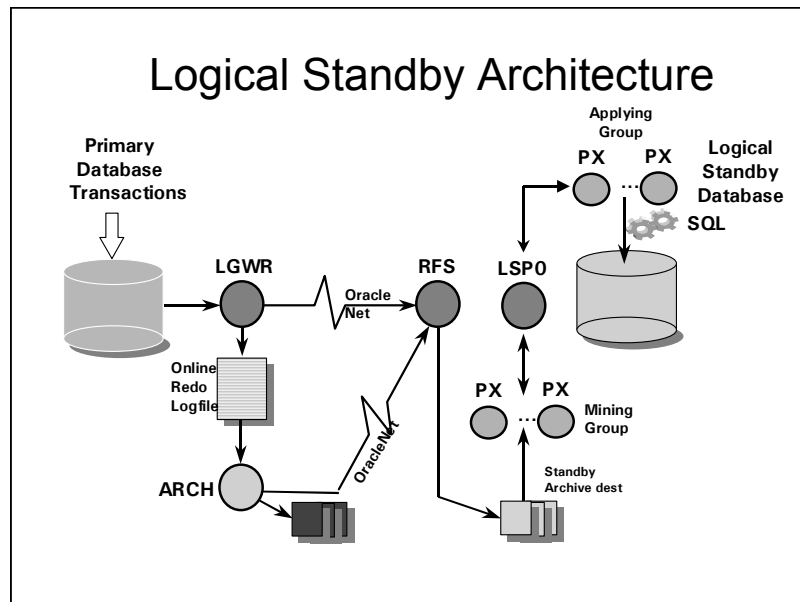 Logical Standby Architecture
Primary
Database
Transactions
Applying
Group
PX
PX
...
Logical
Standby
Database
SQL
LGWR
Oracle
Net
RFS
LSP0
Online
Redo
Logfile
PX
PX
...
Mining
Group
OracleNet
ARCH
Standby
Archive dest